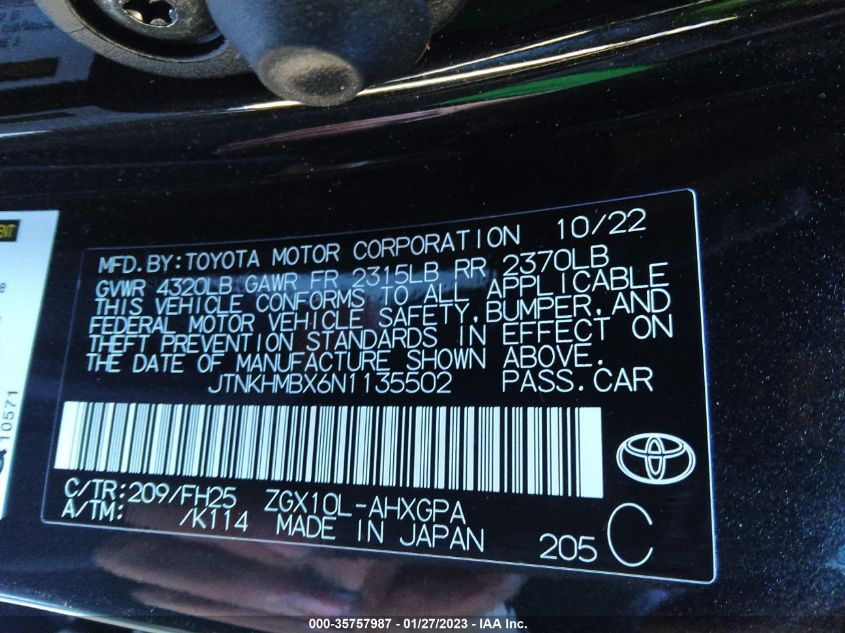 ENT
10571
MFD.BY:TOYOTA MOTOR CORPORATION 10/22
GVWR 4320LB GAWR FR 2315LB RR 2370LB
THIS VEHICLE CONFORMS TO ALL APPLICABLE
FEDERAL MOTOR VEHICLE SAFETY,BUMPER,AND
THEFT PREVENTION STANDARDS IN EFFECT ON
THE DATE OF MANUFACTURE SHOWN ABOVE.
JTNKHMBX6N1135502 PASS.CAR
C/TR:209/FH25 ZGX10L-AHXGPA
A/TM: /K114 MADE IN JAPAN 205 C
000-35757987 - 01/27/2023 - IAA Inc.